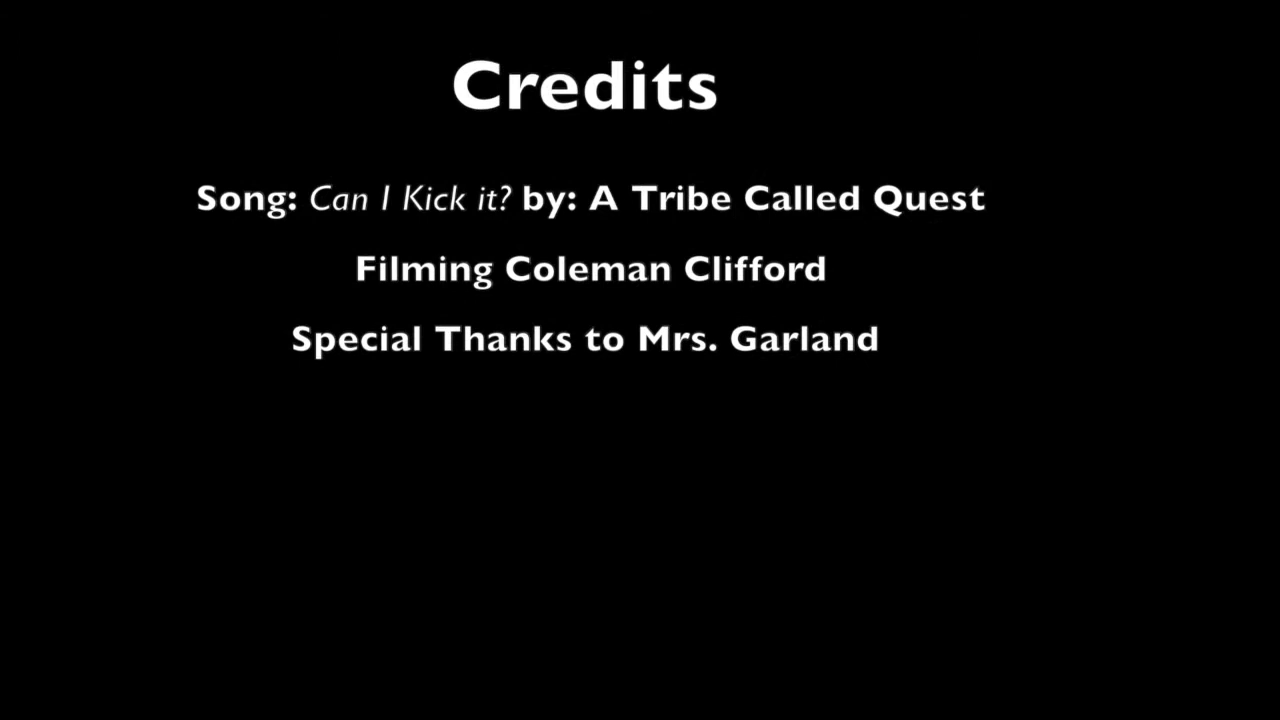 Credits
Song: Can I Kick it? by: A Tribe Called Quest
Filming Coleman Clifford
Special Thanks to Mrs. Garland